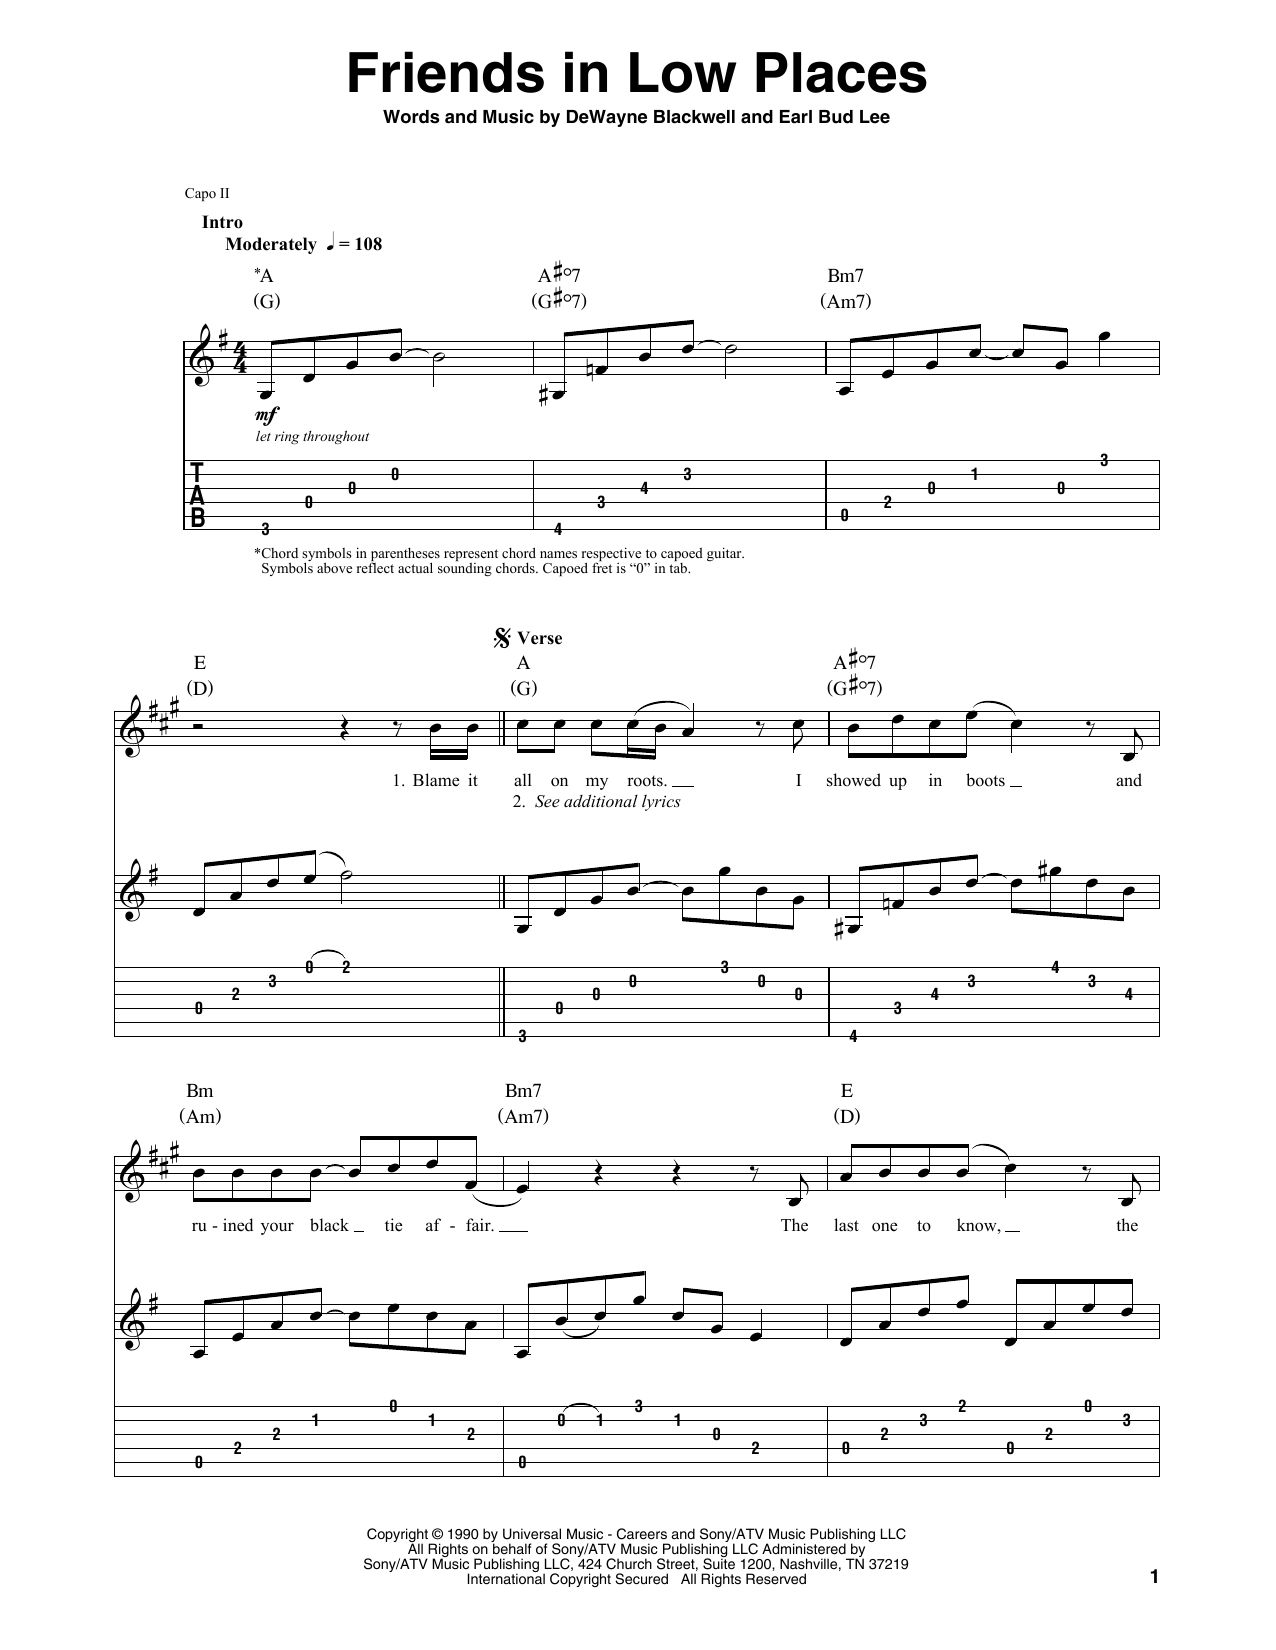 Friends in Low Places
Words and Music by DeWayne Blackwell and Earl Bud Lee
Capo II
Intro
Moderately ♩ = 108
*A A♯°7 Bm7
(G) (G♯°7) (Am7)
4
4
mf
let ring throughout
T
A
B
3 0 0 0 4 3 4 3 0 2 0 1 0 3
*Chord symbols in parentheses represent chord names respective to capoed guitar.
Symbols above reflect actual sounding chords. Capoed fret is “0” in tab.
Verse
E A A♯°7
(D) (G) (G♯°7)
1. Blame it all on my roots. I showed up in boots and
2. See additional lyrics
0 2 3 0 2 3 0 0 0 3 0 0 4 3 4 3 4 3 4
Bm Bm7 E
(Am) (Am7) (D)
ru - ined your black tie af - fair. The last one to know, the
0 2 2 1 0 1 2 0 0 1 3 1 0 2 0 2 3 2 0 2 0 3
Copyright © 1990 by Universal Music - Careers and Sony/ATV Music Publishing LLC
All Rights on behalf of Sony/ATV Music Publishing LLC Administered by
Sony/ATV Music Publishing LLC, 424 Church Street, Suite 1200, Nashville, TN 37219
International Copyright Secured All Rights Reserved
1